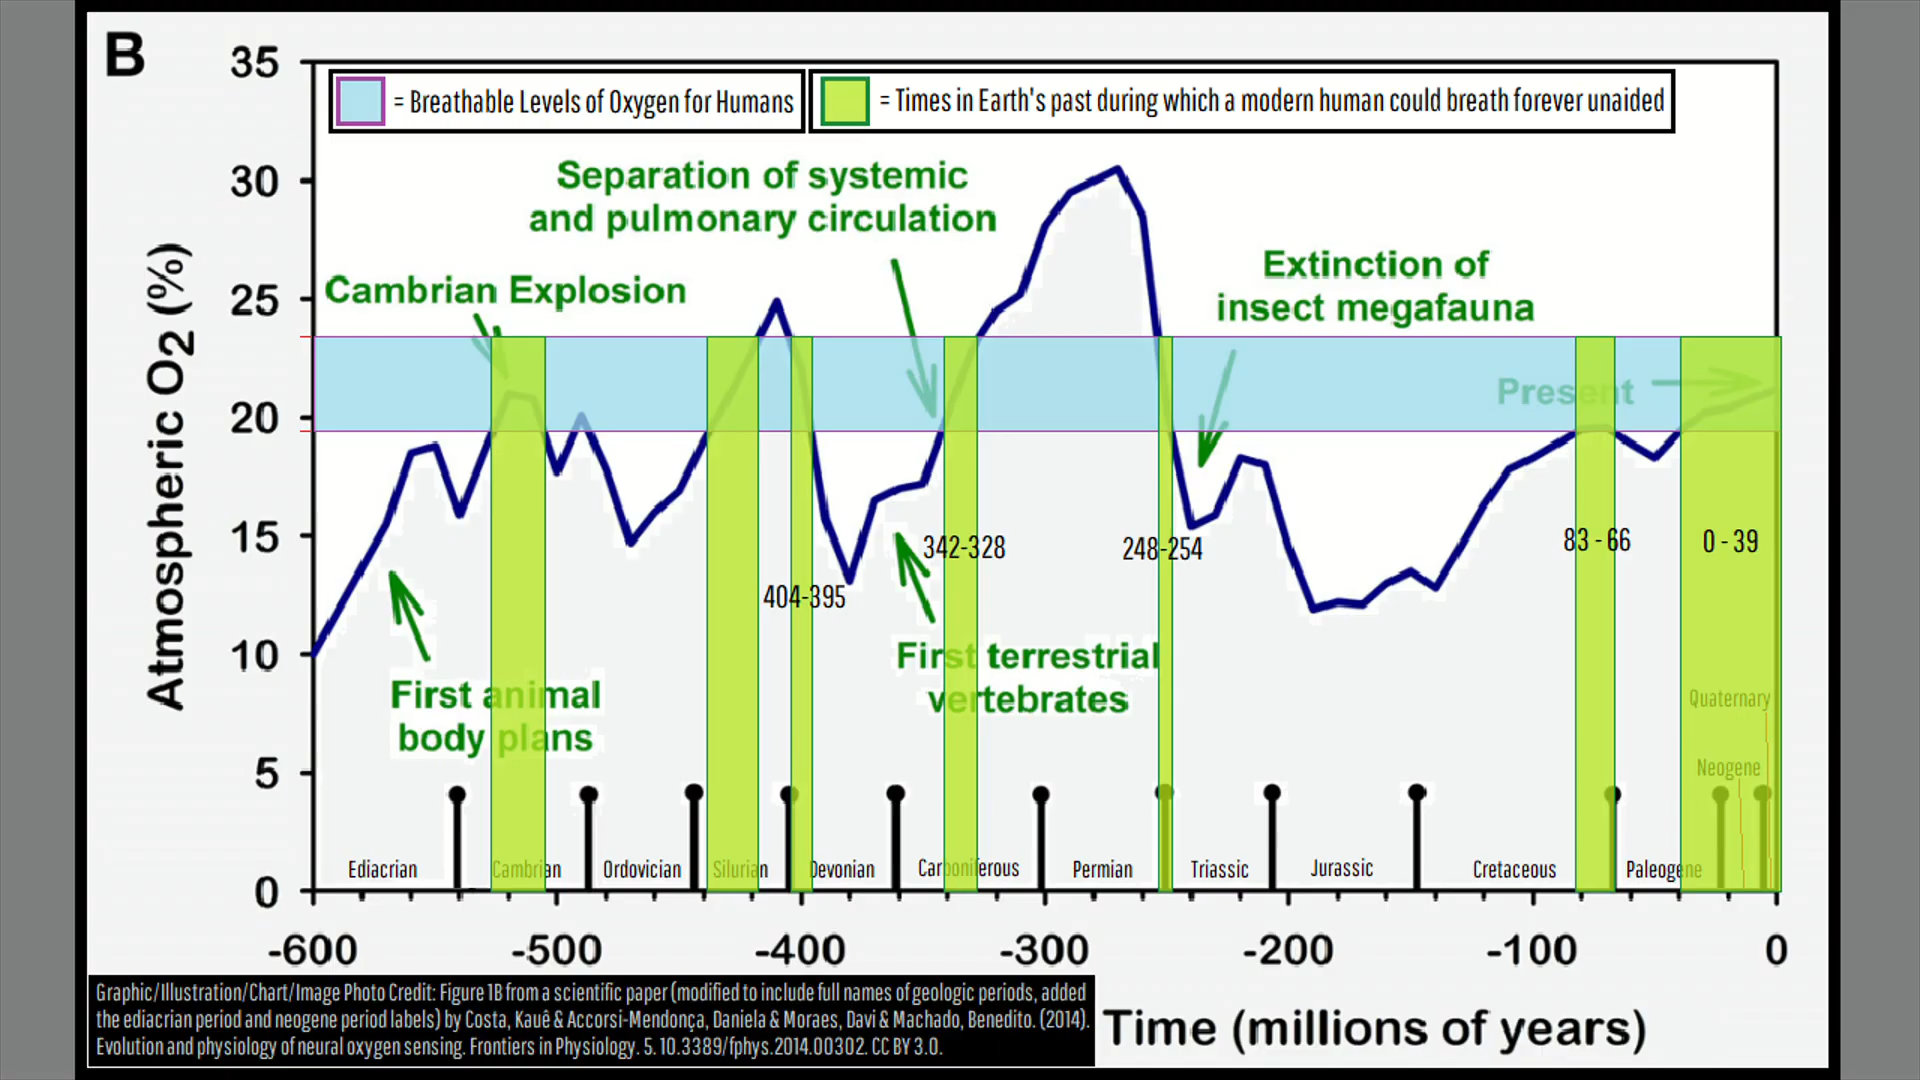 B
35
= Breathable Levels of Oxygen for Humans
= Times in Earth's past during which a modern human could breath forever unaided
30
Separation of systemic
and pulmonary circulation
25
Cambrian Explosion
Extinction of
insect megafauna
Atmospheric O2 (%)
20
Present
15
342-328
248-254
83 - 66
0 - 39
404-395
10
First animal
body plans
First terrestrial
vertebrates
Quaternary
5
Neogene
0
Ediacrian
Cambrian
Ordovician
Silurian
Devonian
Carboniferous
Permian
Triassic
Jurassic
Cretaceous
Paleogene
-600
-500
-400
-300
-200
-100
0
Time (millions of years)
Graphic/Illustration/Chart/Image Photo Credit: Figure 1B from a scientific paper (modified to include full names of geologic periods, added
the ediacrian period and neogene period labels) by Costa, Kauê & Accorsi-Mendonça, Daniela & Moraes, Davi & Machado, Benedito. (2014).
Evolution and physiology of neural oxygen sensing. Frontiers in Physiology. 5. 10.3389/fphys.2014.00302. CC BY 3.0.